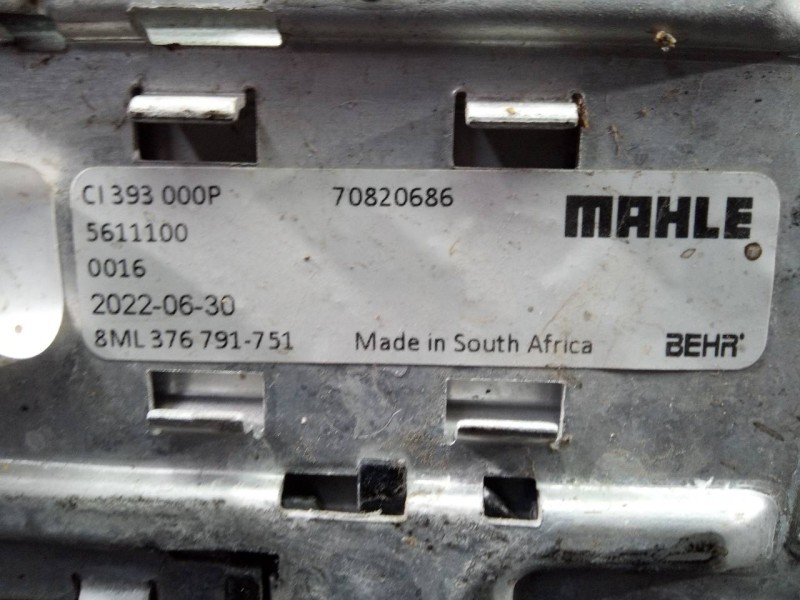 CI 393 000P 70820686 MAHLE
5611100
0016
2022-06-30
8ML 376 791-751 Made in South Africa BEHR